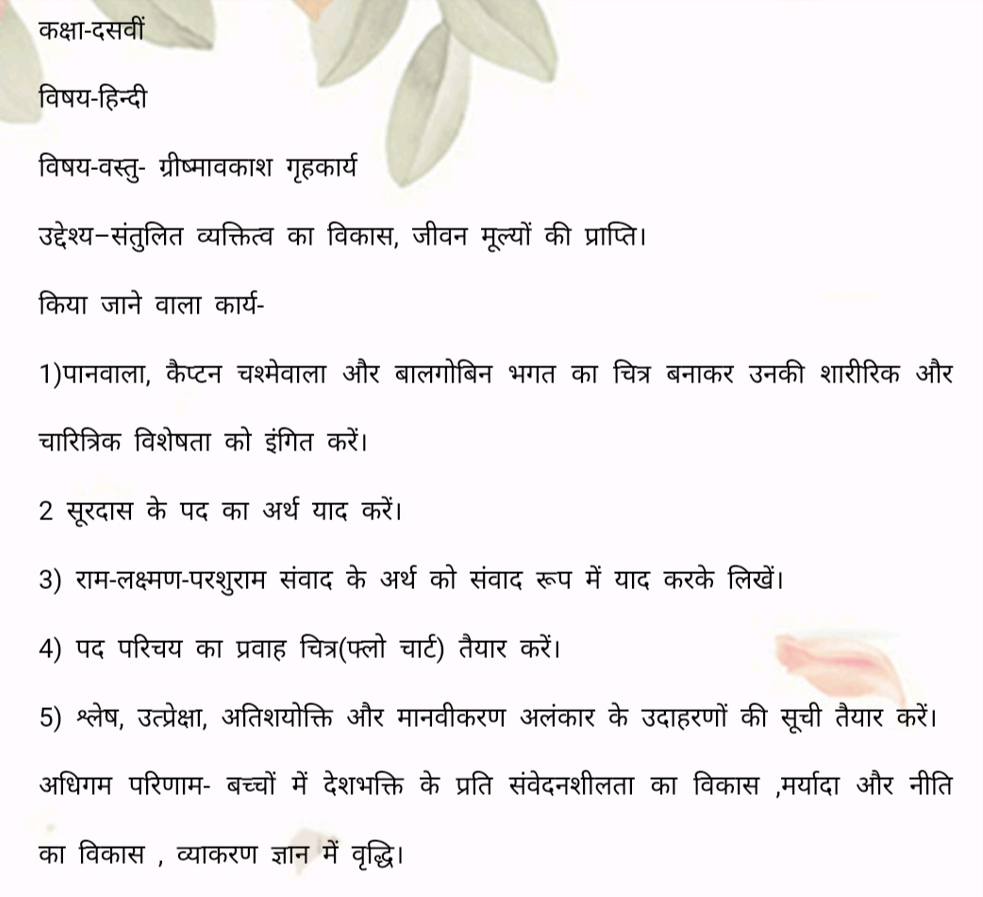 कक्षा-दसवीं
विषय-हिन्दी
विषय-वस्तु- ग्रीष्मावकाश गृहकार्य
उद्देश्य–संतुलित व्यक्तित्व का विकास, जीवन मूल्यों की प्राप्ति।
किया जाने वाला कार्य-
1)पानवाला, कैप्टन चश्मेवाला और बालगोबिन भगत का चित्र बनाकर उनकी शारीरिक और
चारित्रिक विशेषता को इंगित करें।
2 सूरदास के पद का अर्थ याद करें।
3) राम-लक्ष्मण-परशुराम संवाद के अर्थ को संवाद रूप में याद करके लिखें।
4) पद परिचय का प्रवाह चित्र(फ्लो चार्ट) तैयार करें।
5) श्लेष, उत्प्रेक्षा, अतिशयोक्ति और मानवीकरण अलंकार के उदाहरणों की सूची तैयार करें।
अधिगम परिणाम- बच्चों में देशभक्ति के प्रति संवेदनशीलता का विकास ,मर्यादा और नीति
का विकास , व्याकरण ज्ञान में वृद्धि।